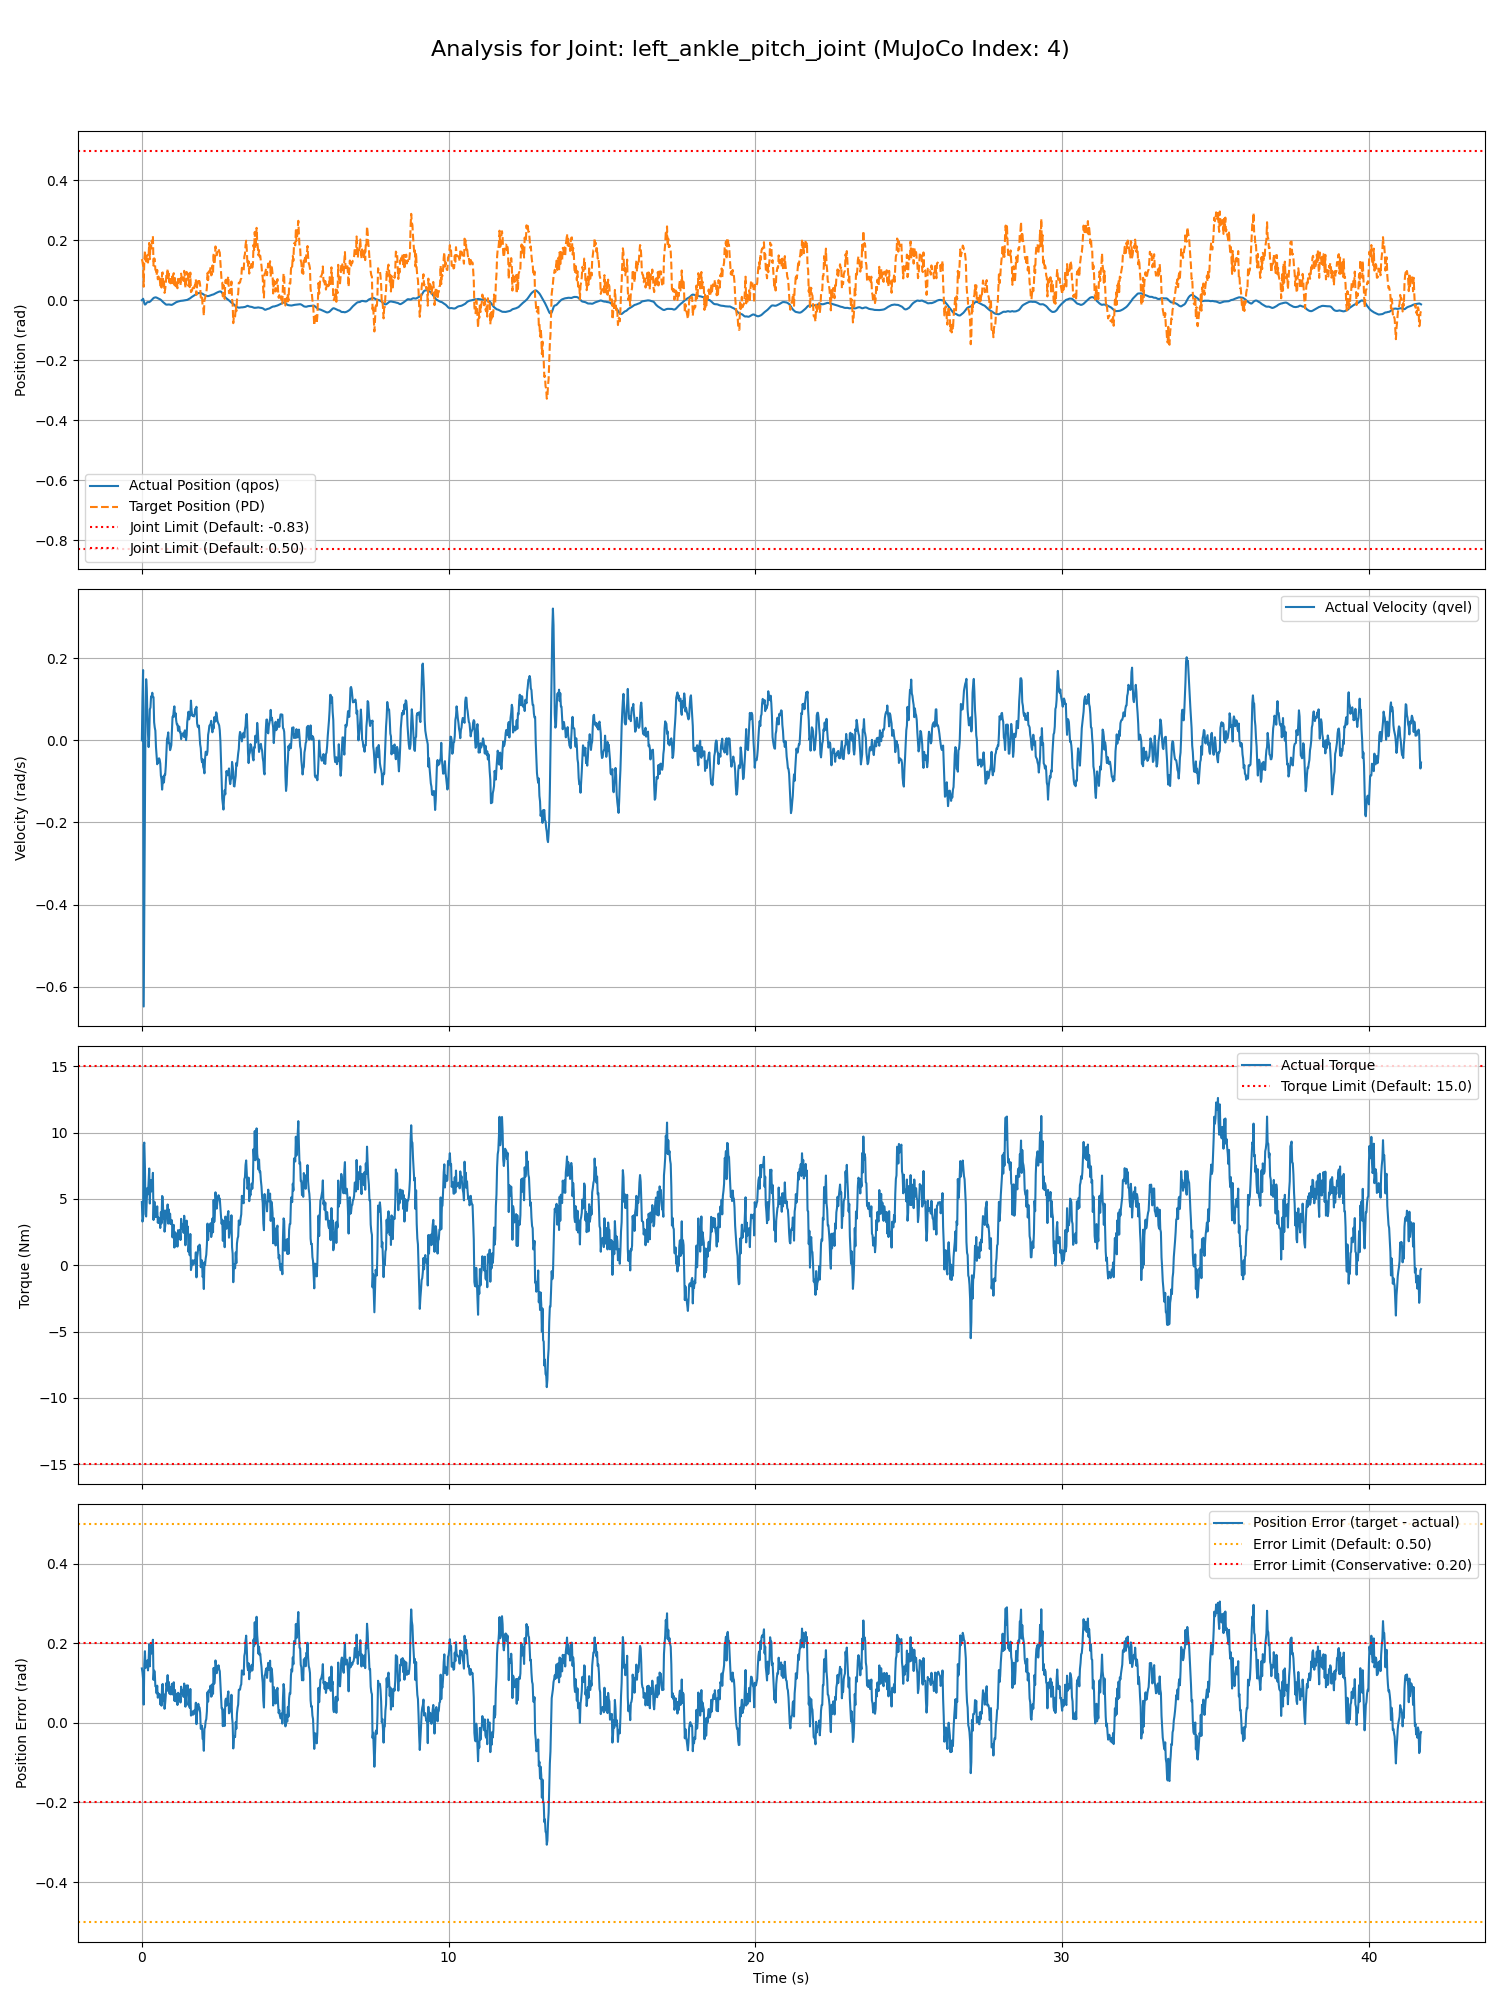 Analysis for Joint: left_ankle_pitch_joint (MuJoCo Index: 4)
Position (rad)
0.4
0.2
0.0
−0.2
−0.4
−0.6
−0.8
Actual Position (qpos)
Target Position (PD)
Joint Limit (Default: -0.83)
Joint Limit (Default: 0.50)
Velocity (rad/s)
0.2
0.0
−0.2
−0.4
−0.6
Actual Velocity (qvel)
Torque (Nm)
15
10
5
0
−5
−10
−15
Actual Torque
Torque Limit (Default: 15.0)
Position Error (rad)
0.4
0.2
0.0
−0.2
−0.4
Position Error (target - actual)
Error Limit (Default: 0.50)
Error Limit (Conservative: 0.20)
0 10 20 30 40
Time (s)